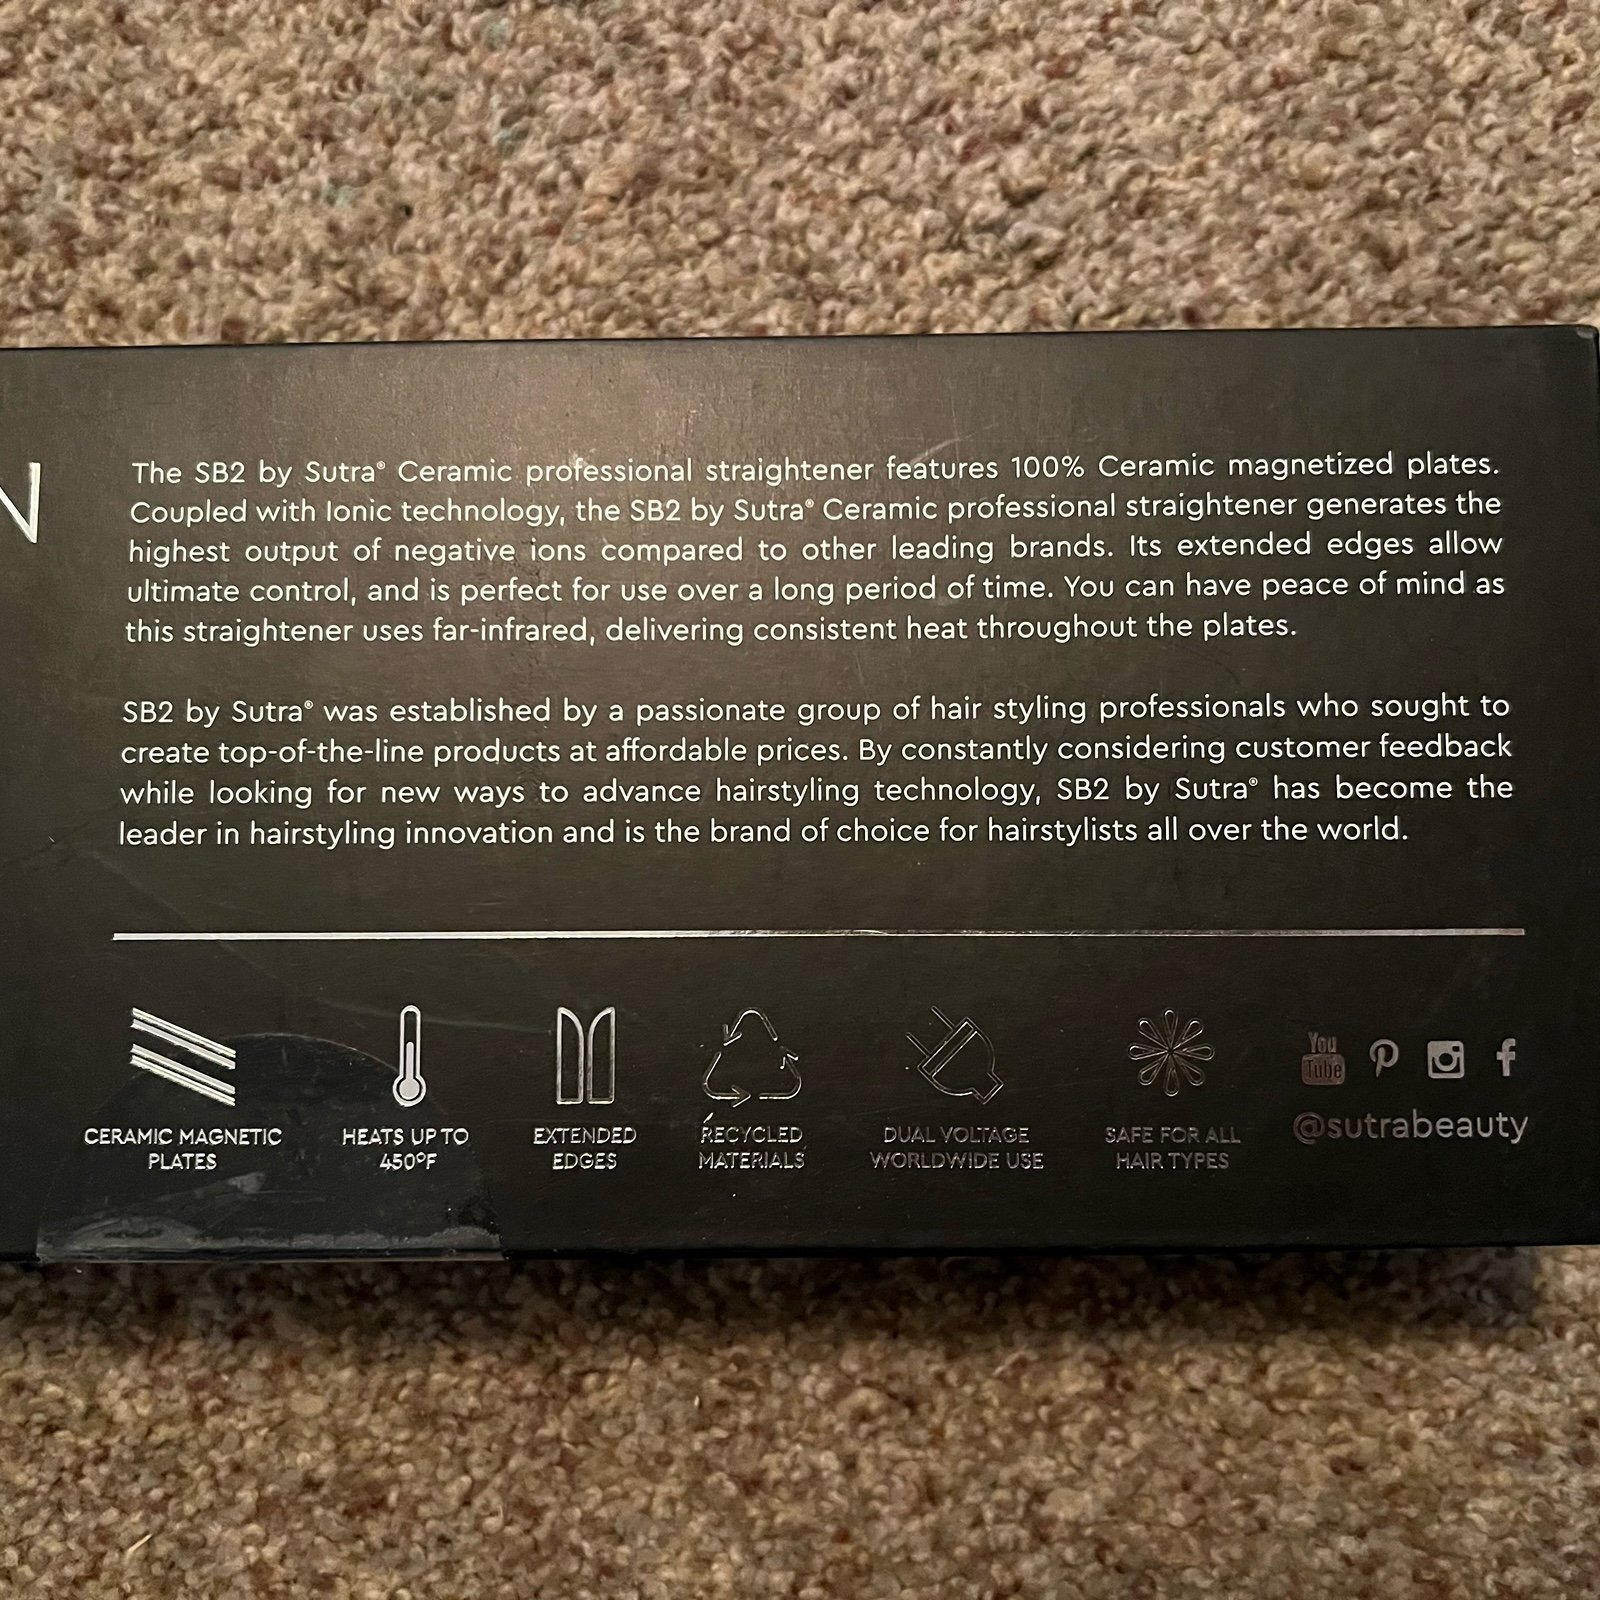 The SB2 by Sutra® Ceramic professional straightener features 100% Ceramic magnetized plates.
Coupled with Ionic technology, the SB2 by Sutra® Ceramic professional straightener generates the
highest output of negative ions compared to other leading brands. Its extended edges allow
ultimate control, and is perfect for use over a long period of time. You can have peace of mind as
this straightener uses far-infrared, delivering consistent heat throughout the plates.
SB2 by Sutra® was established by a passionate group of hair styling professionals who sought to
create top-of-the-line products at affordable prices. By constantly considering customer feedback
while looking for new ways to advance hairstyling technology, SB2 by Sutra® has become the
leader in hairstyling innovation and is the brand of choice for hairstylists all over the world.
CERAMIC MAGNETIC
PLATES
HEATS UP TO
450°F
EXTENDED
EDGES
RECYCLED
MATERIALS
DUAL VOLTAGE
WORLDWIDE USE
SAFE FOR ALL
HAIR TYPES
You
Tube
@sutrabeauty